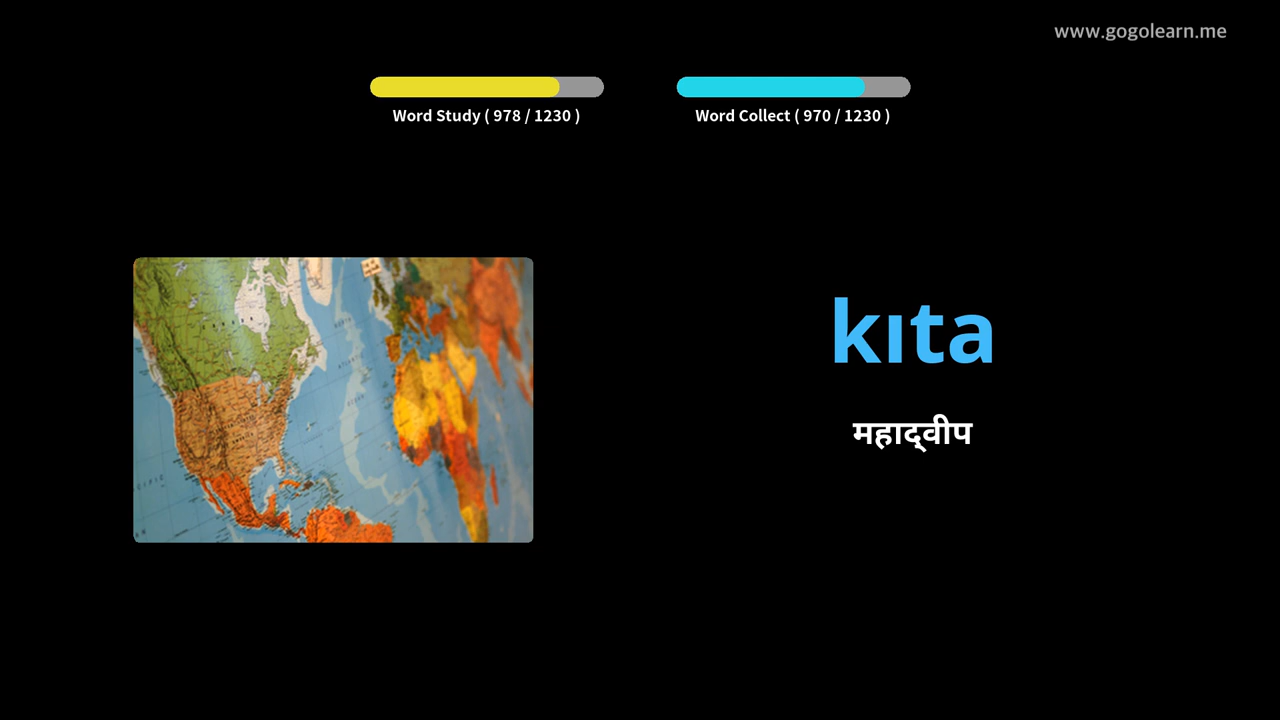 www.gogolearn.me
Word Study ( 978 / 1230 )
Word Collect ( 970 / 1230 )
kıta
महाद्वीप